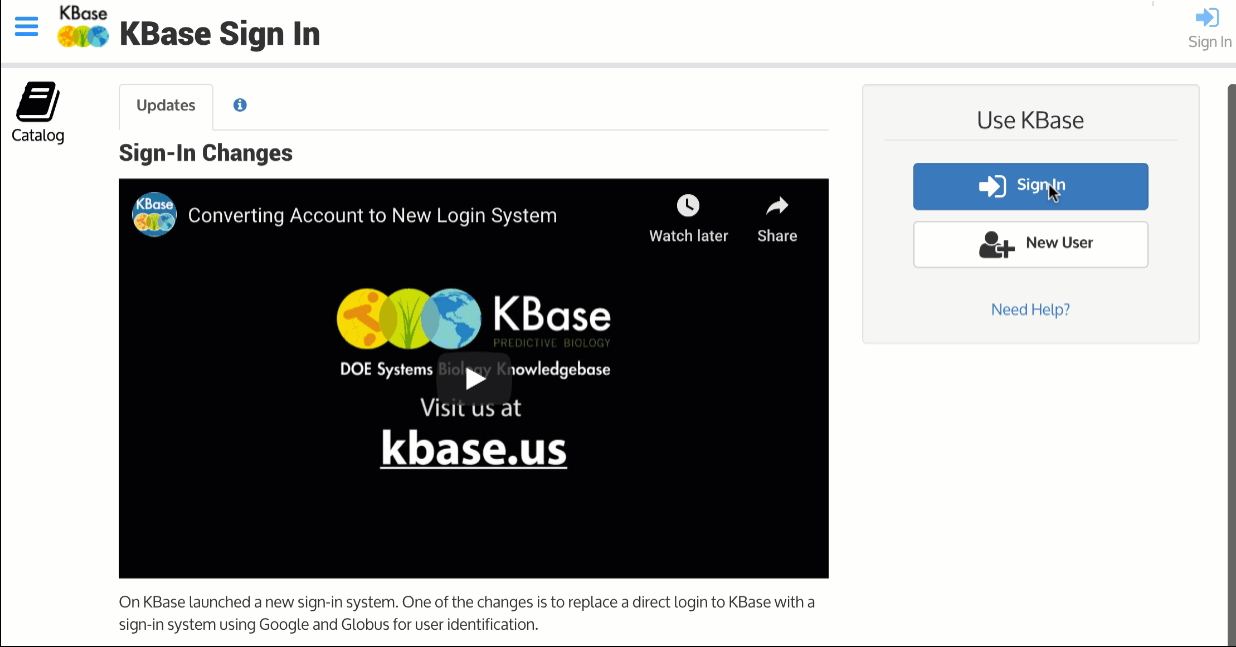 KBase
KBase Sign In
Sign In
Catalog
Updates
Sign-In Changes
KBase
Converting Account to New Login System
Watch later
Share
KBase
PREDICTIVE BIOLOGY
DOE Systems Biology Knowledgebase
Visit us at
kbase.us
On KBase launched a new sign-in system. One of the changes is to replace a direct login to KBase with a
sign-in system using Google and Globus for user identification.
Use KBase
Sign In
New User
Need Help?